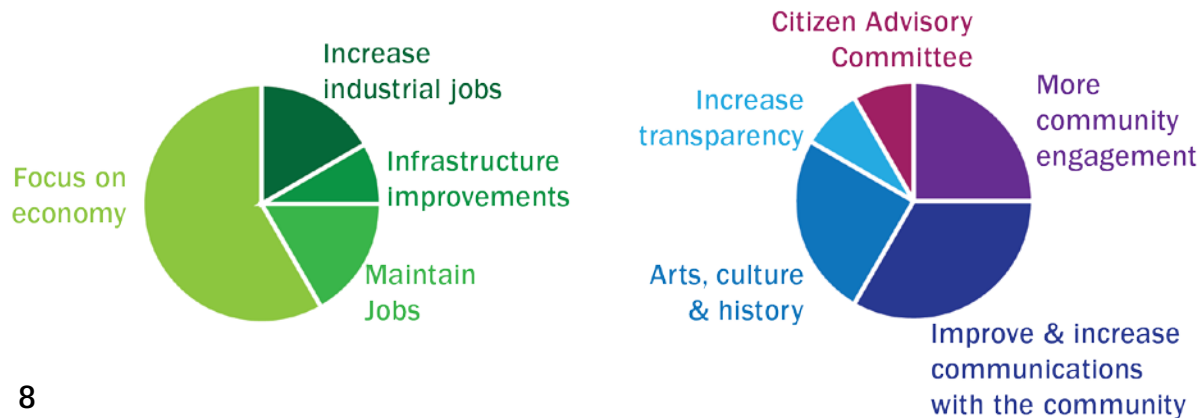 Increase
industrial jobs
Infrastructure
improvements
Maintain
Jobs
Focus on
economy
Citizen Advisory
Committee
More
community
engagement
Improve & increase
communications
with the community
Arts, culture
& history
Increase
transparency
8